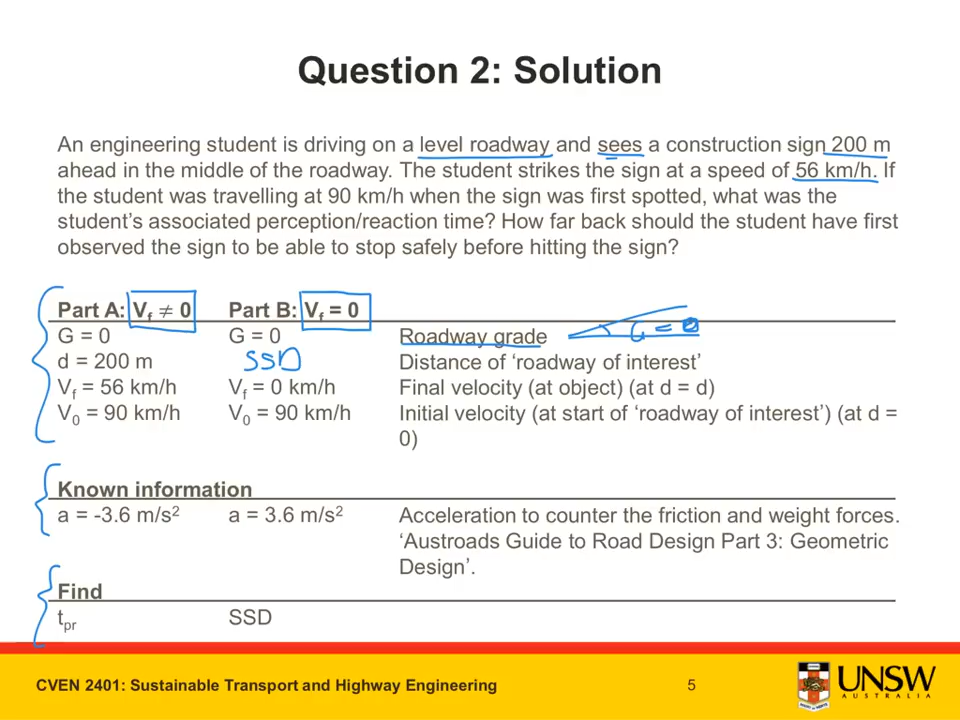 Question 2: Solution
An engineering student is driving on a level roadway and sees a construction sign 200 m
ahead in the middle of the roadway. The student strikes the sign at a speed of 56 km/h. If
the student was travelling at 90 km/h when the sign was first spotted, what was the
student's associated perception/reaction time? How far back should the student have first
observed the sign to be able to stop safely before hitting the sign?
Part A: Vf ≠ 0 Part B: Vf = 0
G = 0 G = 0 Roadway grade G = 0
d = 200 m SSD Distance of 'roadway of interest'
Vf = 56 km/h Vf = 0 km/h Final velocity (at object) (at d = d)
V0 = 90 km/h V0 = 90 km/h Initial velocity (at start of 'roadway of interest') (at d =
0)
Known information
a = -3.6 m/s2 a = 3.6 m/s2 Acceleration to counter the friction and weight forces.
'Austroads Guide to Road Design Part 3: Geometric
Design'.
Find
tpr SSD
CVEN 2401: Sustainable Transport and Highway Engineering 5
UNSW
AUSTRALIA